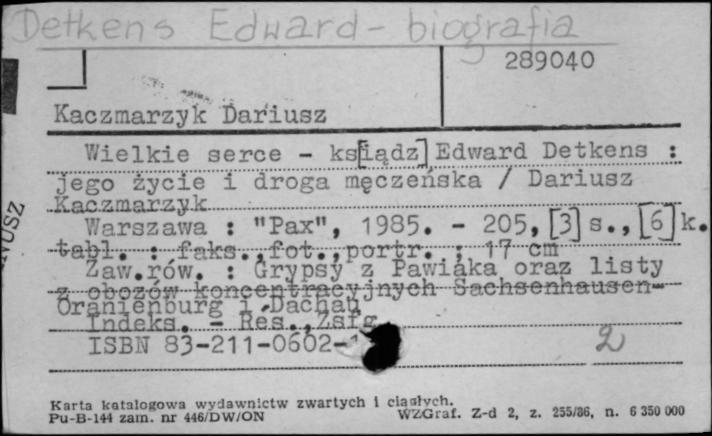 Detkens Edward - biografia
289040
Kaczmarzyk Dariusz
Wielkie serce - ks[iądz] Edward Detkens :
jego życie i droga męczeńska / Dariusz
Kaczmarzyk
Warszawa : "Pax", 1985. - 205, [3] s., [6] k.
tabl. : faks., fot., portr. ; 17 cm
Zaw.rów. : Grypsy z Pawiaka oraz listy
z obozów koncentracyjnych Sachsenhausen-
Oranienburg i Dachau
Indeks. - Res., Zsfg.
ISBN 83-211-0602-
2
Karta katalogowa wydawnictw zwartych i ciągłych.
Pu-B-144 zam. nr 446/DW/ON WZGraf. Z-d 2, z. 255/86, n. 6 350 000